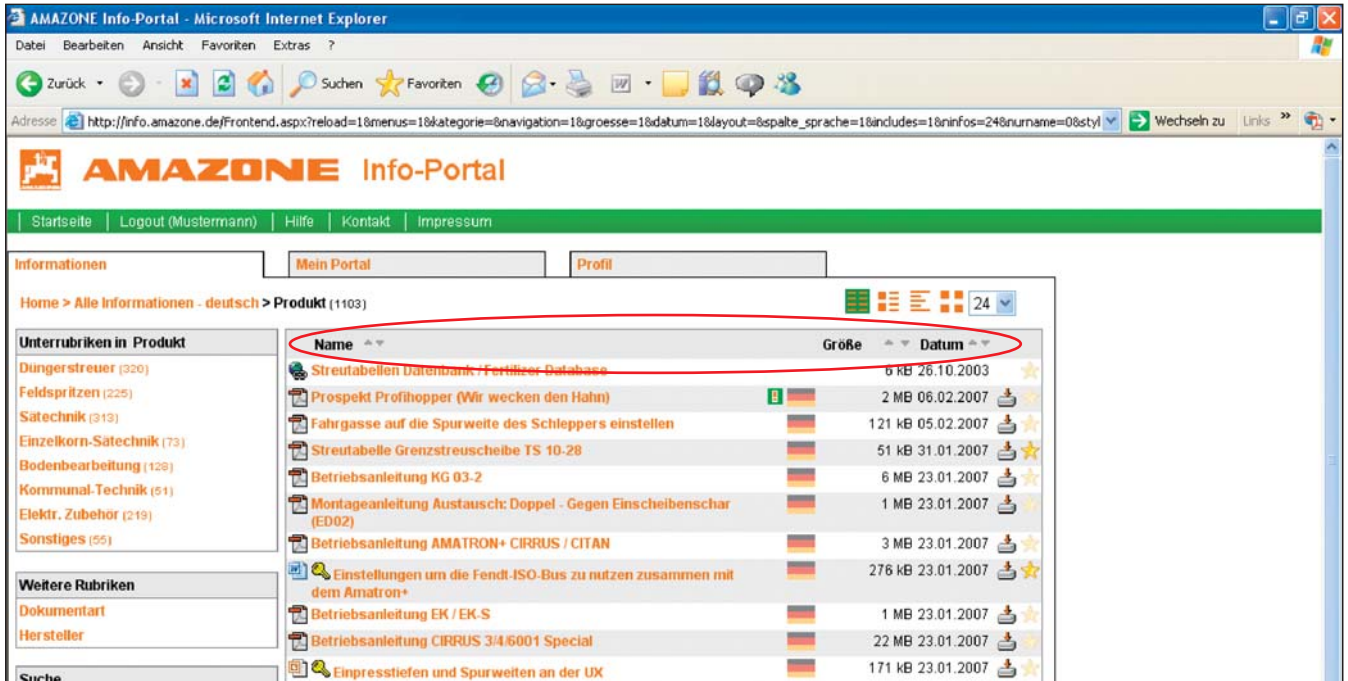 AMAZONE Info-Portal - Microsoft Internet Explorer
Datei Bearbeiten Ansicht Favoriten Extras ?
Zurück Suchen Favoriten
Adresse http://info.amazone.de/Frontend.aspx?reload=1&menus=1&kategorie=&navigation=1&groesse=1&datum=1&layout=&spalte_sprache=1&includes=1&ninfos=24&nurname=0&styl Wechseln zu Links »
AMAZONE Info-Portal
Startseite | Logout (Mustermann) | Hilfe | Kontakt | Impressum
Informationen Mein Portal Profil
Home > Alle Informationen - deutsch > Produkt (1103) 24
Unterrubriken in Produkt
Düngerstreuer (320)
Feldspritzen (225)
Sätechnik (313)
Einzelkorn-Sätechnik (73)
Bodenbearbeitung (128)
Kommunal-Technik (51)
Elektr. Zubehör (219)
Sonstiges (55)
Weitere Rubriken
Dokumentart
Hersteller
Suche
Name Größe Datum
Streutabellen Datenbank / Fertilizer Database 6 kB 26.10.2003
Prospekt Profihopper (Wir wecken den Hahn) 2 MB 06.02.2007
Fahrgasse auf die Spurweite des Schleppers einstellen 121 kB 05.02.2007
Streutabelle Grenzstreuscheibe TS 10-28 51 kB 31.01.2007
Betriebsanleitung KG 03-2 6 MB 23.01.2007
Montageanleitung Austausch: Doppel - Gegen Einscheibenschar 1 MB 23.01.2007
(ED02)
Betriebsanleitung AMATRON+ CIRRUS / CITAN 3 MB 23.01.2007
Einstellungen um die Fendt-ISO-Bus zu nutzen zusammen mit 276 kB 23.01.2007
dem Amatron+
Betriebsanleitung EK / EK-S 1 MB 23.01.2007
Betriebsanleitung CIRRUS 3/4/6001 Special 22 MB 23.01.2007
Einpresstiefen und Spurweiten an der UX 171 kB 23.01.2007